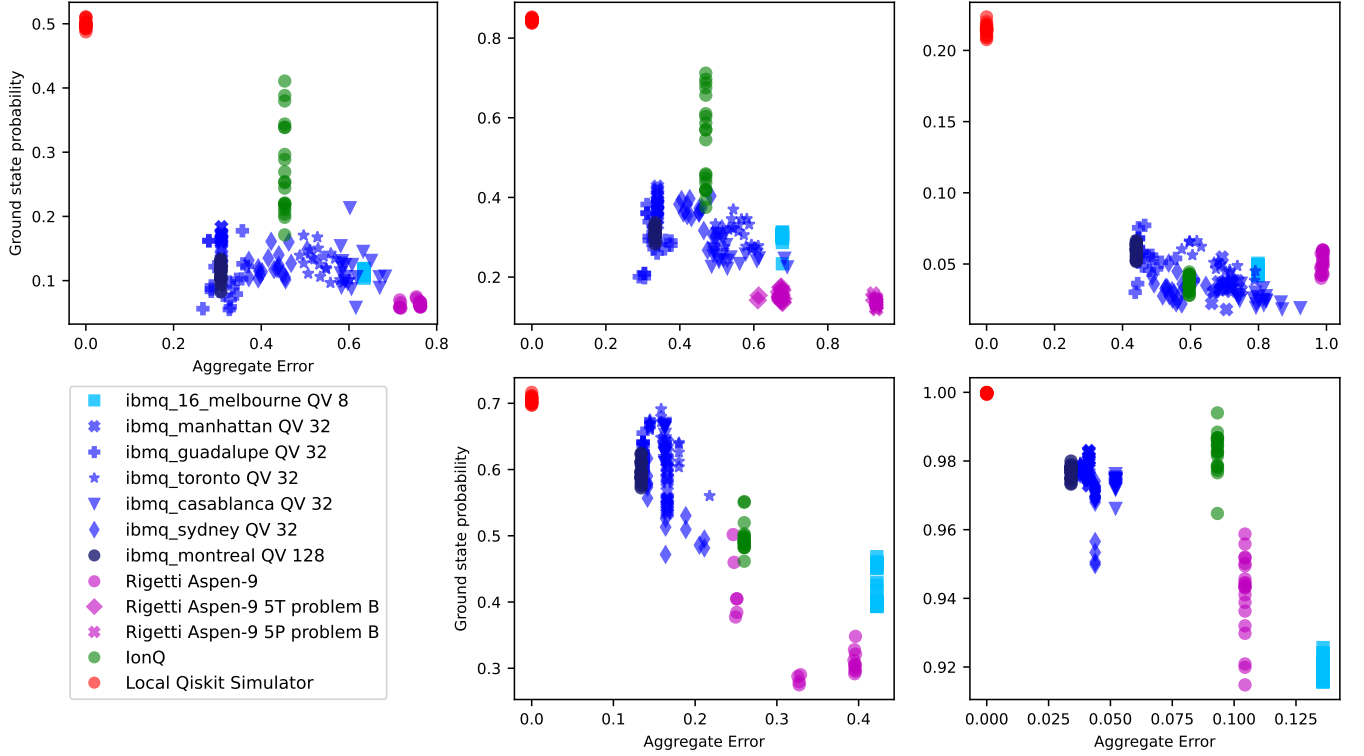 0.5
0.4
0.3
0.2
0.1
Ground state probability
0.0 0.2 0.4 0.6 0.8
Aggregate Error
0.8
0.6
0.4
0.2
0.0 0.2 0.4 0.6 0.8
0.20
0.15
0.10
0.05
0.0 0.2 0.4 0.6 0.8 1.0
ibmq_16_melbourne QV 8
ibmq_manhattan QV 32
ibmq_guadalupe QV 32
ibmq_toronto QV 32
ibmq_casablanca QV 32
ibmq_sydney QV 32
ibmq_montreal QV 128
Rigetti Aspen-9
Rigetti Aspen-9 5T problem B
Rigetti Aspen-9 5P problem B
IonQ
Local Qiskit Simulator
0.7
0.6
0.5
0.4
0.3
Ground state probability
0.0 0.1 0.2 0.3 0.4
Aggregate Error
1.00
0.98
0.96
0.94
0.92
0.000 0.025 0.050 0.075 0.100 0.125
Aggregate Error